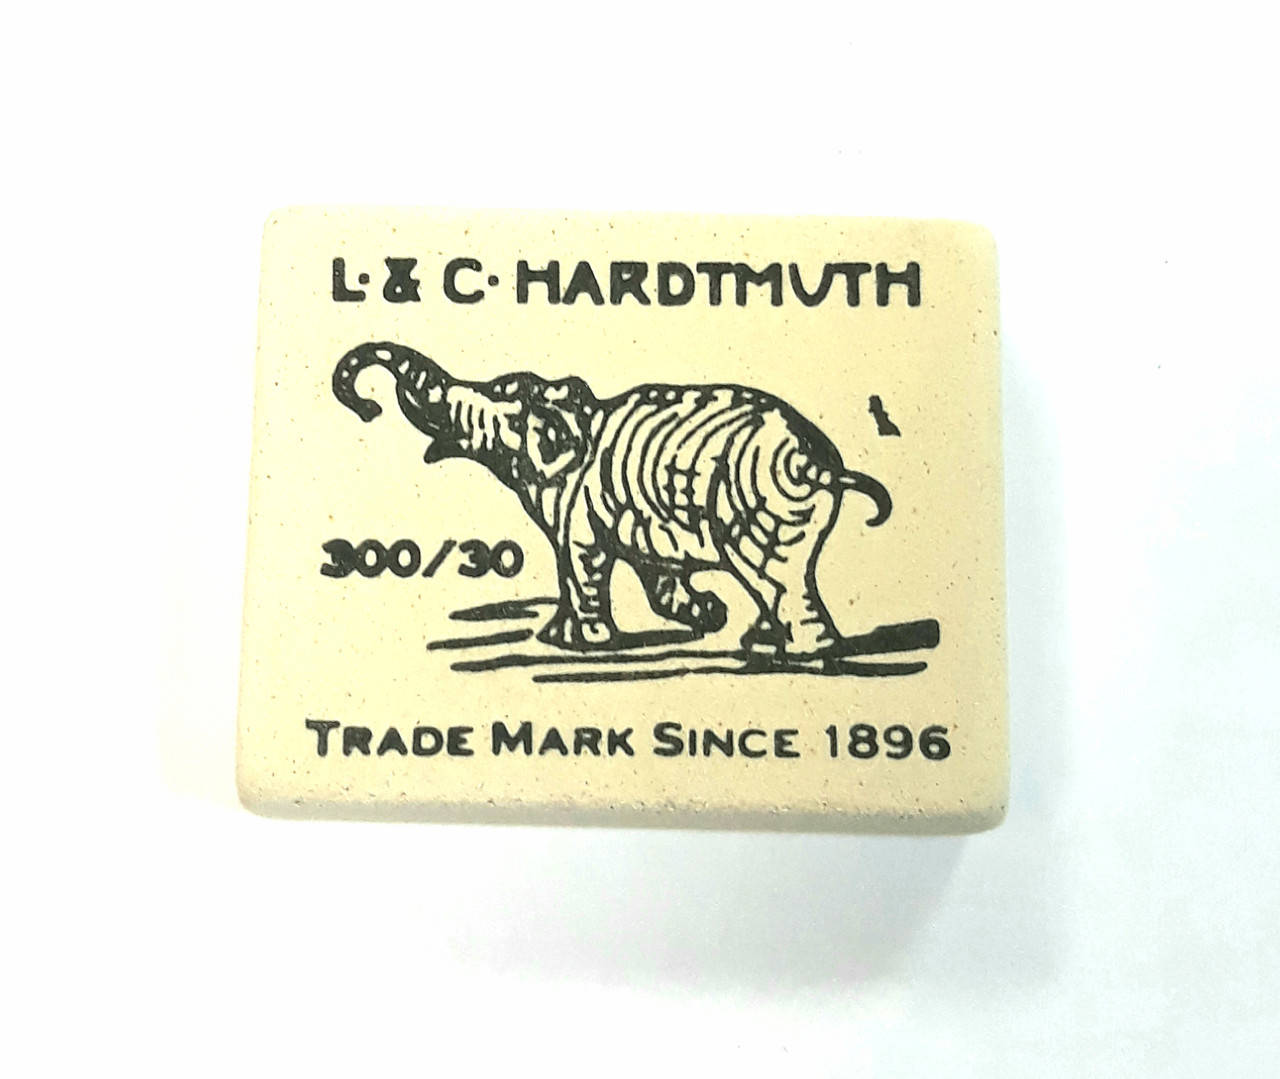 L. & C. HARDTMUTH
300/30
TRADE MARK SINCE 1896